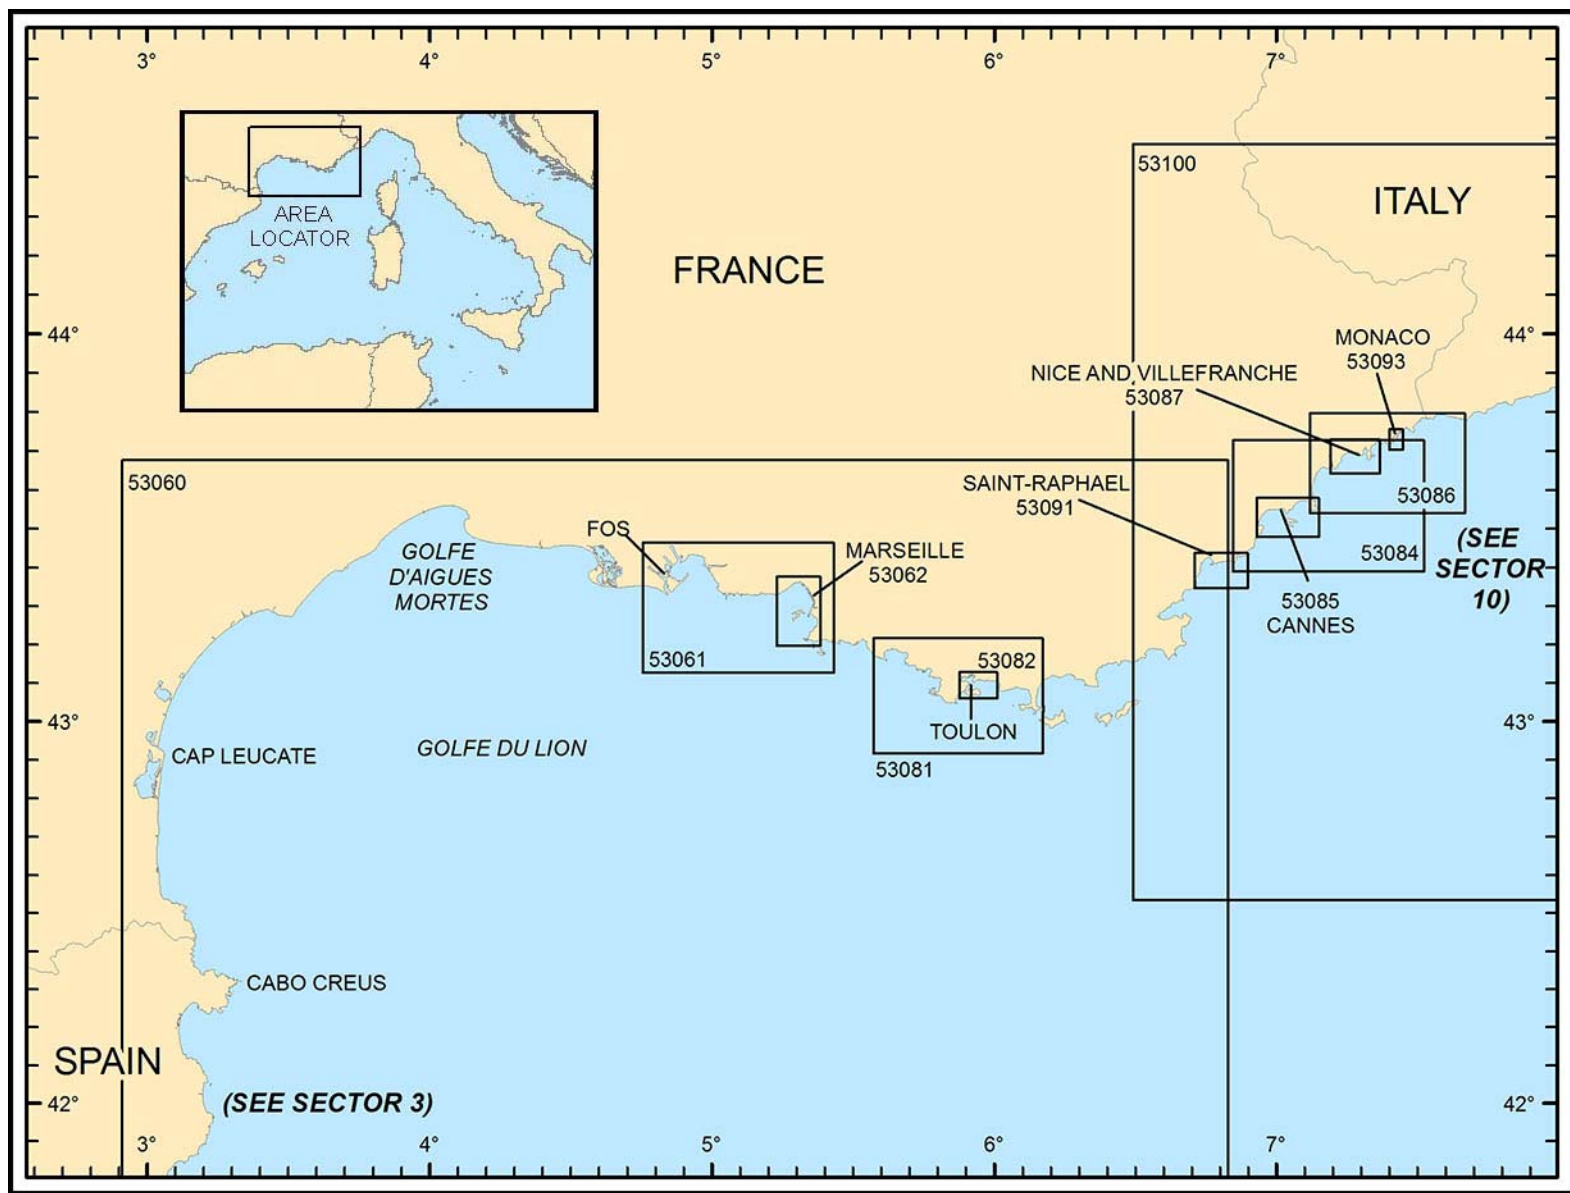 3° 4° 5° 6° 7°
53100
ITALY
AREA
LOCATOR
FRANCE
44° 44°
MONACO
53093
NICE AND VILLEFRANCHE
53087
53060
SAINT-RAPHAEL
53091
53086
FOS
GOLFE
D'AIGUES
MORTES
MARSEILLE
53062
53084
(SEE
SECTOR
10)
53085
CANNES
53061
53082
43° 43°
TOULON
CAP LEUCATE
GOLFE DU LION
53081
CABO CREUS
SPAIN
(SEE SECTOR 3)
42° 42°
3° 4° 5° 6° 7°